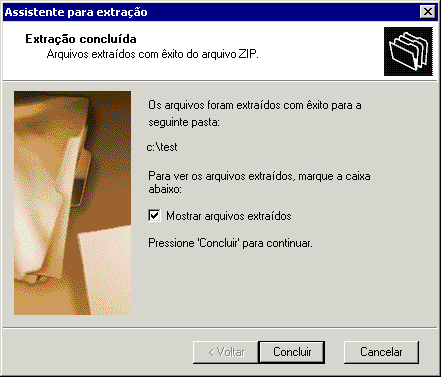 Assistente para extração
Extração concluída
Arquivos extraídos com êxito do arquivo ZIP.
Os arquivos foram extraídos com êxito para a
seguinte pasta:
c:\test
Para ver os arquivos extraídos, marque a caixa
abaixo:
Mostrar arquivos extraídos
Pressione 'Concluir' para continuar.
< Voltar
Concluir
Cancelar